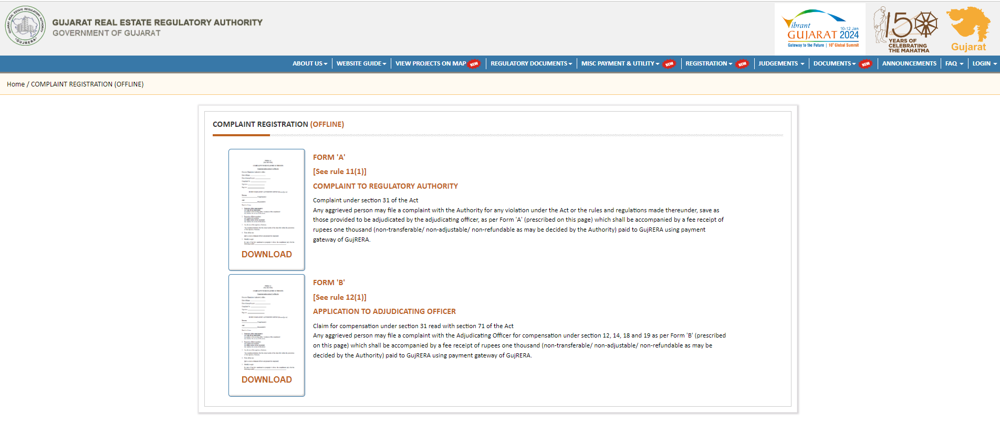 GUJARAT REAL ESTATE REGULATORY AUTHORITY
GOVERNMENT OF GUJARAT
GUJARAT REAL ESTATE REGULATORY AUTHORITY
GUJRERA
Vibrant
10-12 Jan
GUJARAT 2024
Gateway to the Future | 10th Global Summit
150
YEARS OF
CELEBRATING
THE MAHATMA
Gujarat
ABOUT US WEBSITE GUIDE VIEW PROJECTS ON MAP NEW REGULATORY DOCUMENTS MISC PAYMENT & UTILITY NEW REGISTRATION NEW JUDGEMENTS DOCUMENTS NEW ANNOUNCEMENTS FAQ LOGIN
Home / COMPLAINT REGISTRATION (OFFLINE)
COMPLAINT REGISTRATION (OFFLINE)
FORM 'A'
[See rule 11(1)]
COMPLAINT TO REGULATORY AUTHORITY
Complaint under section 31 of the Act
Any aggrieved person may file a complaint with the Authority for any violation under the Act or the rules and regulations made thereunder, save as
those provided to be adjudicated by the adjudicating officer, as per Form 'A' (prescribed on this page) which shall be accompanied by a fee receipt of
rupees one thousand (non-transferable/ non-adjustable/ non-refundable as may be decided by the Authority) paid to GujRERA using payment
gateway of GujRERA.
DOWNLOAD
FORM 'B'
[See rule 12(1)]
APPLICATION TO ADJUDICATING OFFICER
Claim for compensation under section 31 read with section 71 of the Act
Any aggrieved person may file a complaint with the Adjudicating Officer for compensation under section 12, 14, 18 and 19 as per Form 'B' (prescribed
on this page) which shall be accompanied by a fee receipt of rupees one thousand (non-transferable/ non-adjustable/ non-refundable as may be
decided by the Authority) paid to GujRERA using payment gateway of GujRERA.
DOWNLOAD